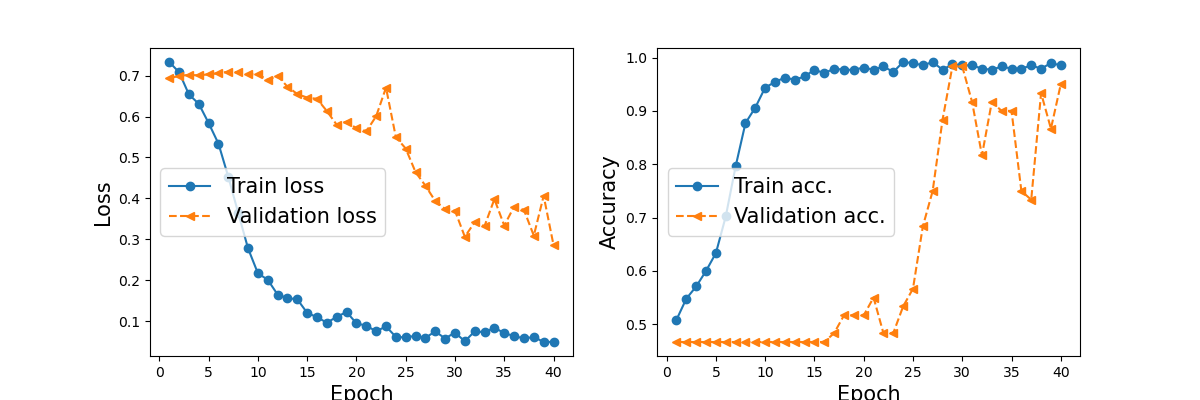 0.7
0.6
0.5
0.4
0.3
0.2
0.1
Loss
Train loss
Validation loss
0 5 10 15 20 25 30 35 40
Epoch
1.0
0.9
0.8
0.7
0.6
0.5
Accuracy
Train acc.
Validation acc.
0 5 10 15 20 25 30 35 40
Epoch